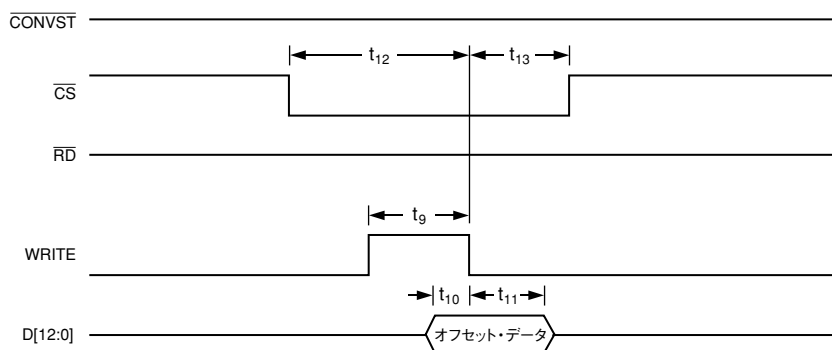 CONVST
t12 t13
CS
RD
t9
WRITE
t10 t11
D[12:0] オフセット・データ